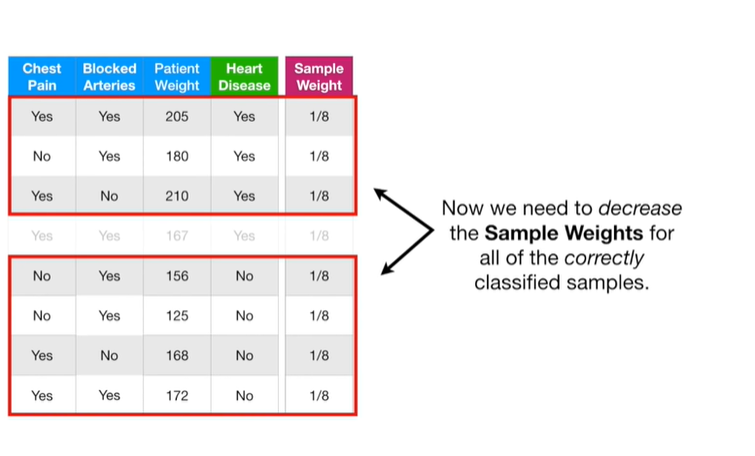 Chest Pain Blocked Arteries Patient Weight Heart Disease Sample Weight
Yes Yes 205 Yes 1/8
No Yes 180 Yes 1/8
Yes No 210 Yes 1/8
Yes Yes 167 Yes 1/8
No Yes 156 No 1/8
No Yes 125 No 1/8
Yes No 168 No 1/8
Yes Yes 172 No 1/8
Now we need to decrease
the Sample Weights for
all of the correctly
classified samples.